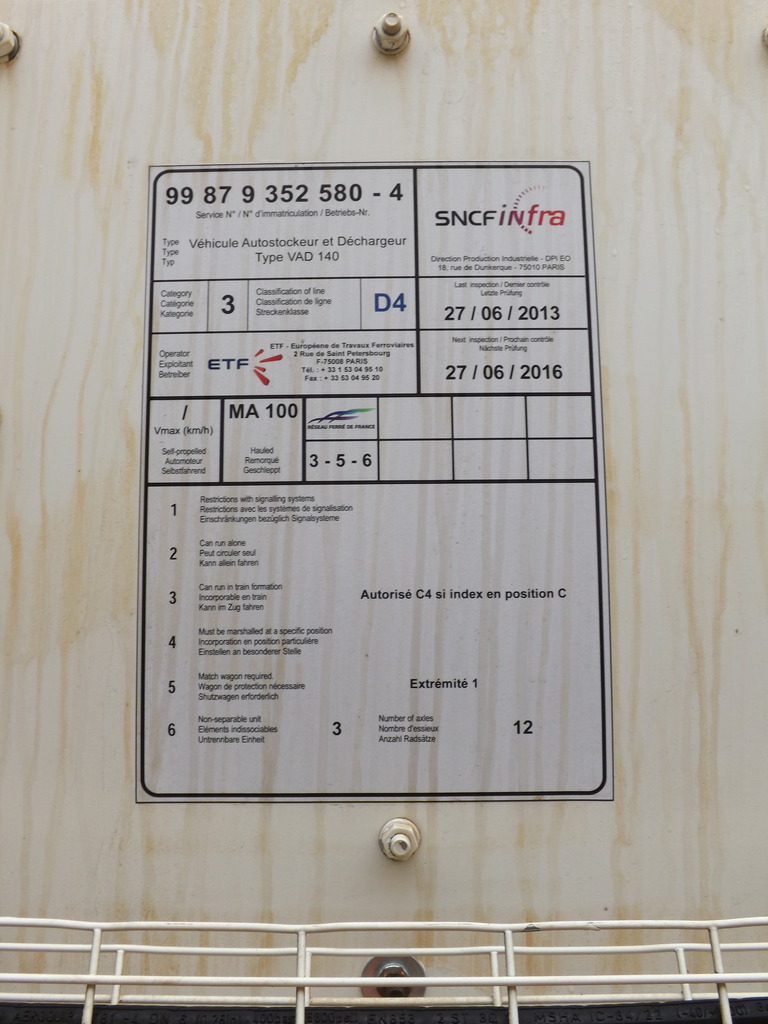 99 87 9 352 580 - 4
Service N° / N° d'immatriculation / Betriebs-Nr.
Type
Type
Typ
Véhicule Autostockeur et Déchargeur
Type VAD 140
SNCF infra
Direction Production Industrielle - DPI EO
18, rue de Dunkerque - 75010 PARIS
Category
Catégorie
Kategorie
3
Classification of line
Classification de ligne
Streckenklasse
D4
Last inspection / Dernier contrôle
Letzte Prüfung
27 / 06 / 2013
Operator
Exploitant
Betreiber
ETF
ETF - Européene de Travaux Ferroviaires
2 Rue de Saint Petersbourg
F-75008 PARIS
Tél. : + 33 1 53 04 95 10
Fax : + 33 53 04 95 20
Next inspection / Prochain contrôle
Nächste Prüfung
27 / 06 / 2016
/
Vmax (km/h)
MA 100
RÉSEAU FERRÉ DE FRANCE
Self-propelled
Automoteur
Selbstfahrend
Hauled
Remorqué
Geschleppt
3 - 5 - 6
1
Restrictions with signalling systems
Restrictions avec les systèmes de signalisation
Einschränkungen bezüglich Signalsysteme
2
Can run alone
Peut circuler seul
Kann allein fahren
3
Can run in train formation
Incorporable en train
Kann im Zug fahren
Autorisé C4 si index en position C
4
Must be marshalled at a specific position
Incorporation en position particulière
Einstellen an besonderer Stelle
5
Match wagon required.
Wagon de protection nécessaire
Shutzwagen erforderlich
Extrémité 1
6
Non-separable unit
Eléments indissociables
Untrennbare Einheit
3
Number of axles
Nombre d'essieux
Anzahl Radsätze
12
MSHA IC-84/22